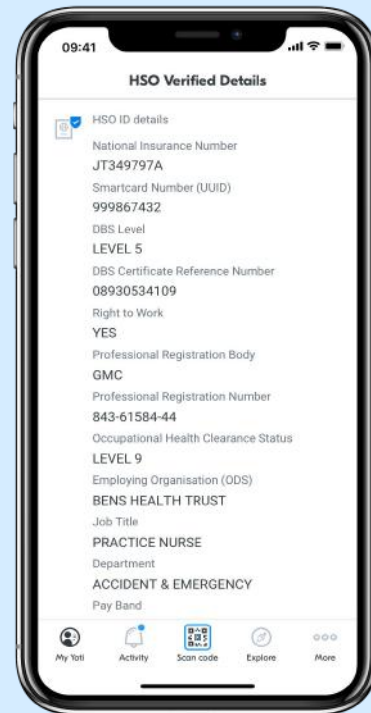 09:41
HSO Verified Details
HSO ID details
National Insurance Number
JT349797A
Smartcard Number (UUID)
999867432
DBS Level
LEVEL 5
DBS Certificate Reference Number
08930534109
Right to Work
YES
Professional Registration Body
GMC
Professional Registration Number
843-61584-44
Occupational Health Clearance Status
LEVEL 9
Employing Organisation (ODS)
BENS HEALTH TRUST
Job Title
PRACTICE NURSE
Department
ACCIDENT & EMERGENCY
Pay Band
My Yoti Activity Scan code Explore More